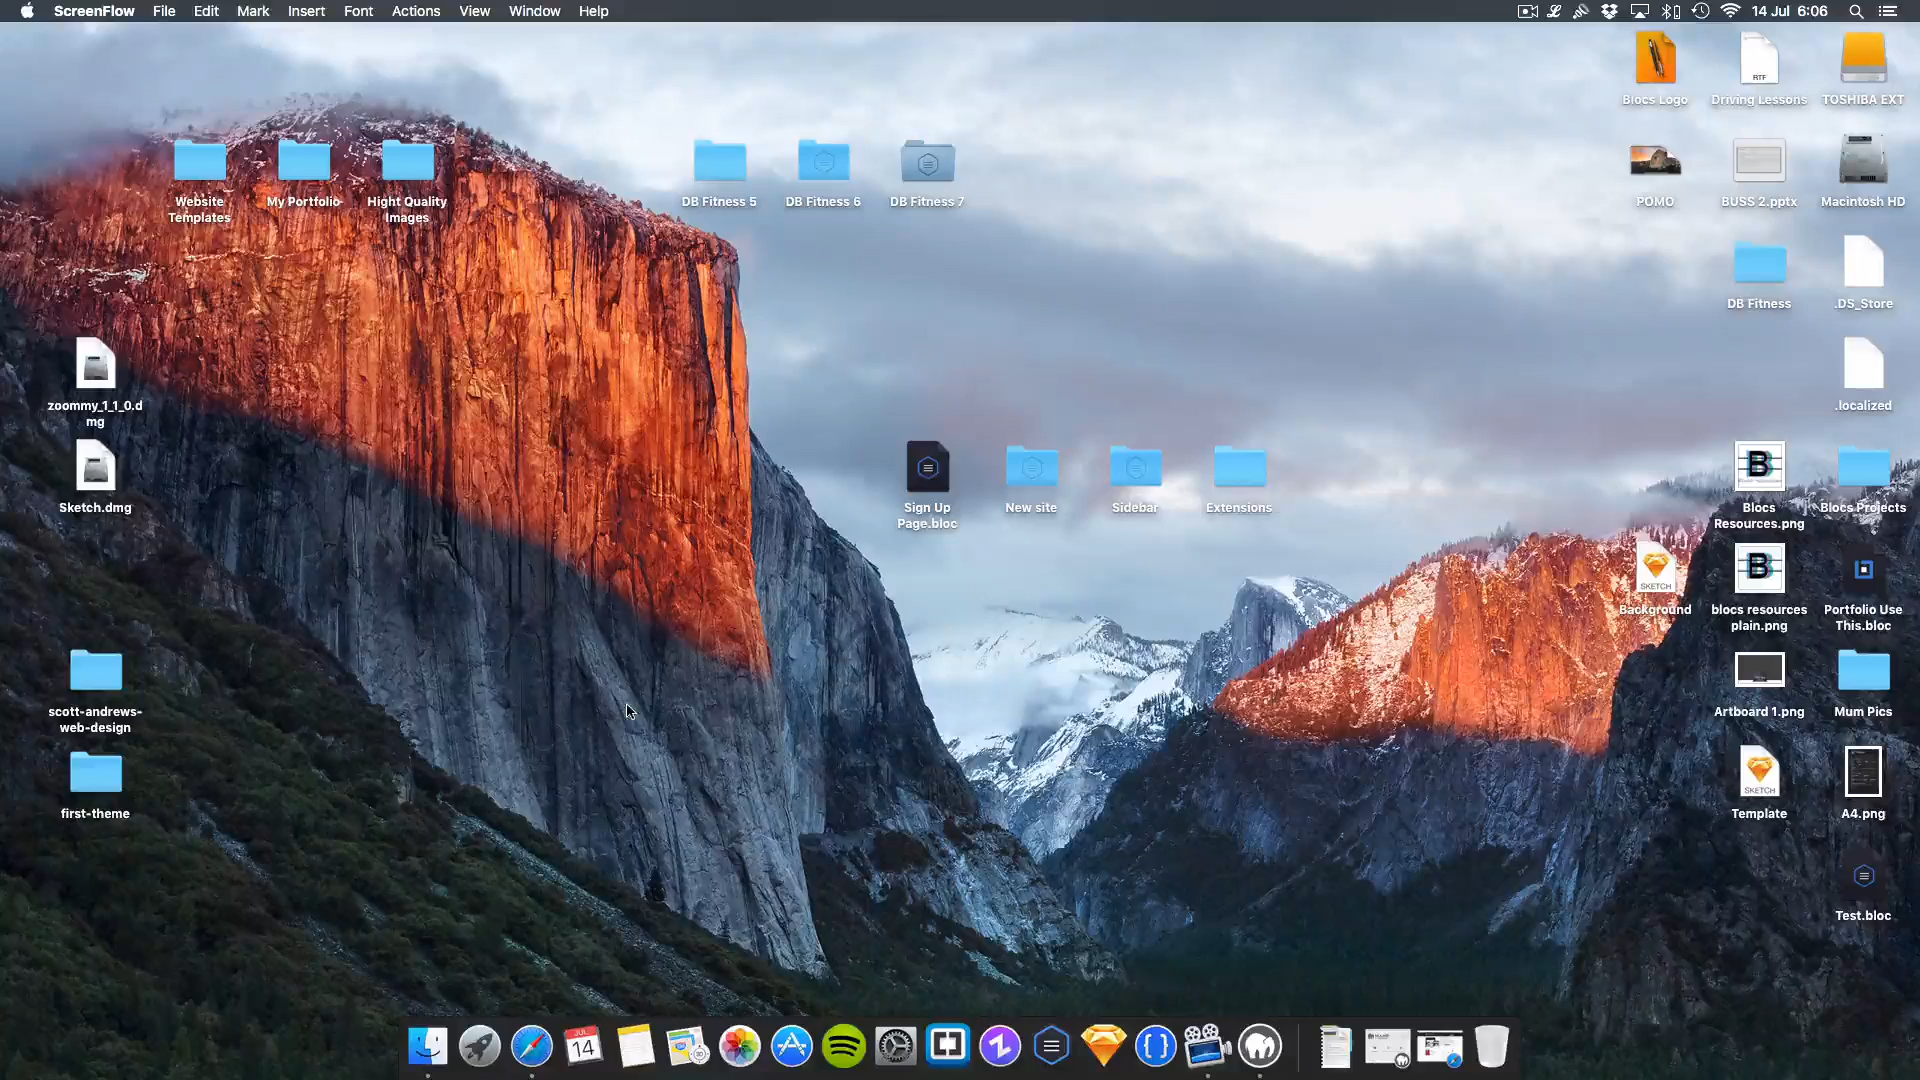 ScreenFlow File Edit Mark Insert Font Actions View Window Help
14 Jul 6:06
Blocs Logo
Driving Lessons
RTF
TOSHIBA EXT
Website
Templates
My Portfolio-
Hight Quality
Images
DB Fitness 5
DB Fitness 6
DB Fitness 7
POMO
BUSS 2.pptx
Macintosh HD
DB Fitness
.DS_Store
zoommy_1_1_0.d
mg
.localized
Sketch.dmg
Sign Up
Page.bloc
New site
Sidebar
Extensions
B
Blocs
Resources.png
Blocs Projects
SKETCH
Background
B
blocs resources
plain.png
Portfolio Use
This.bloc
scott-andrews-
web-design
Artboard 1.png
Mum Pics
first-theme
SKETCH
Template
A4.png
Test.bloc
JUL
14